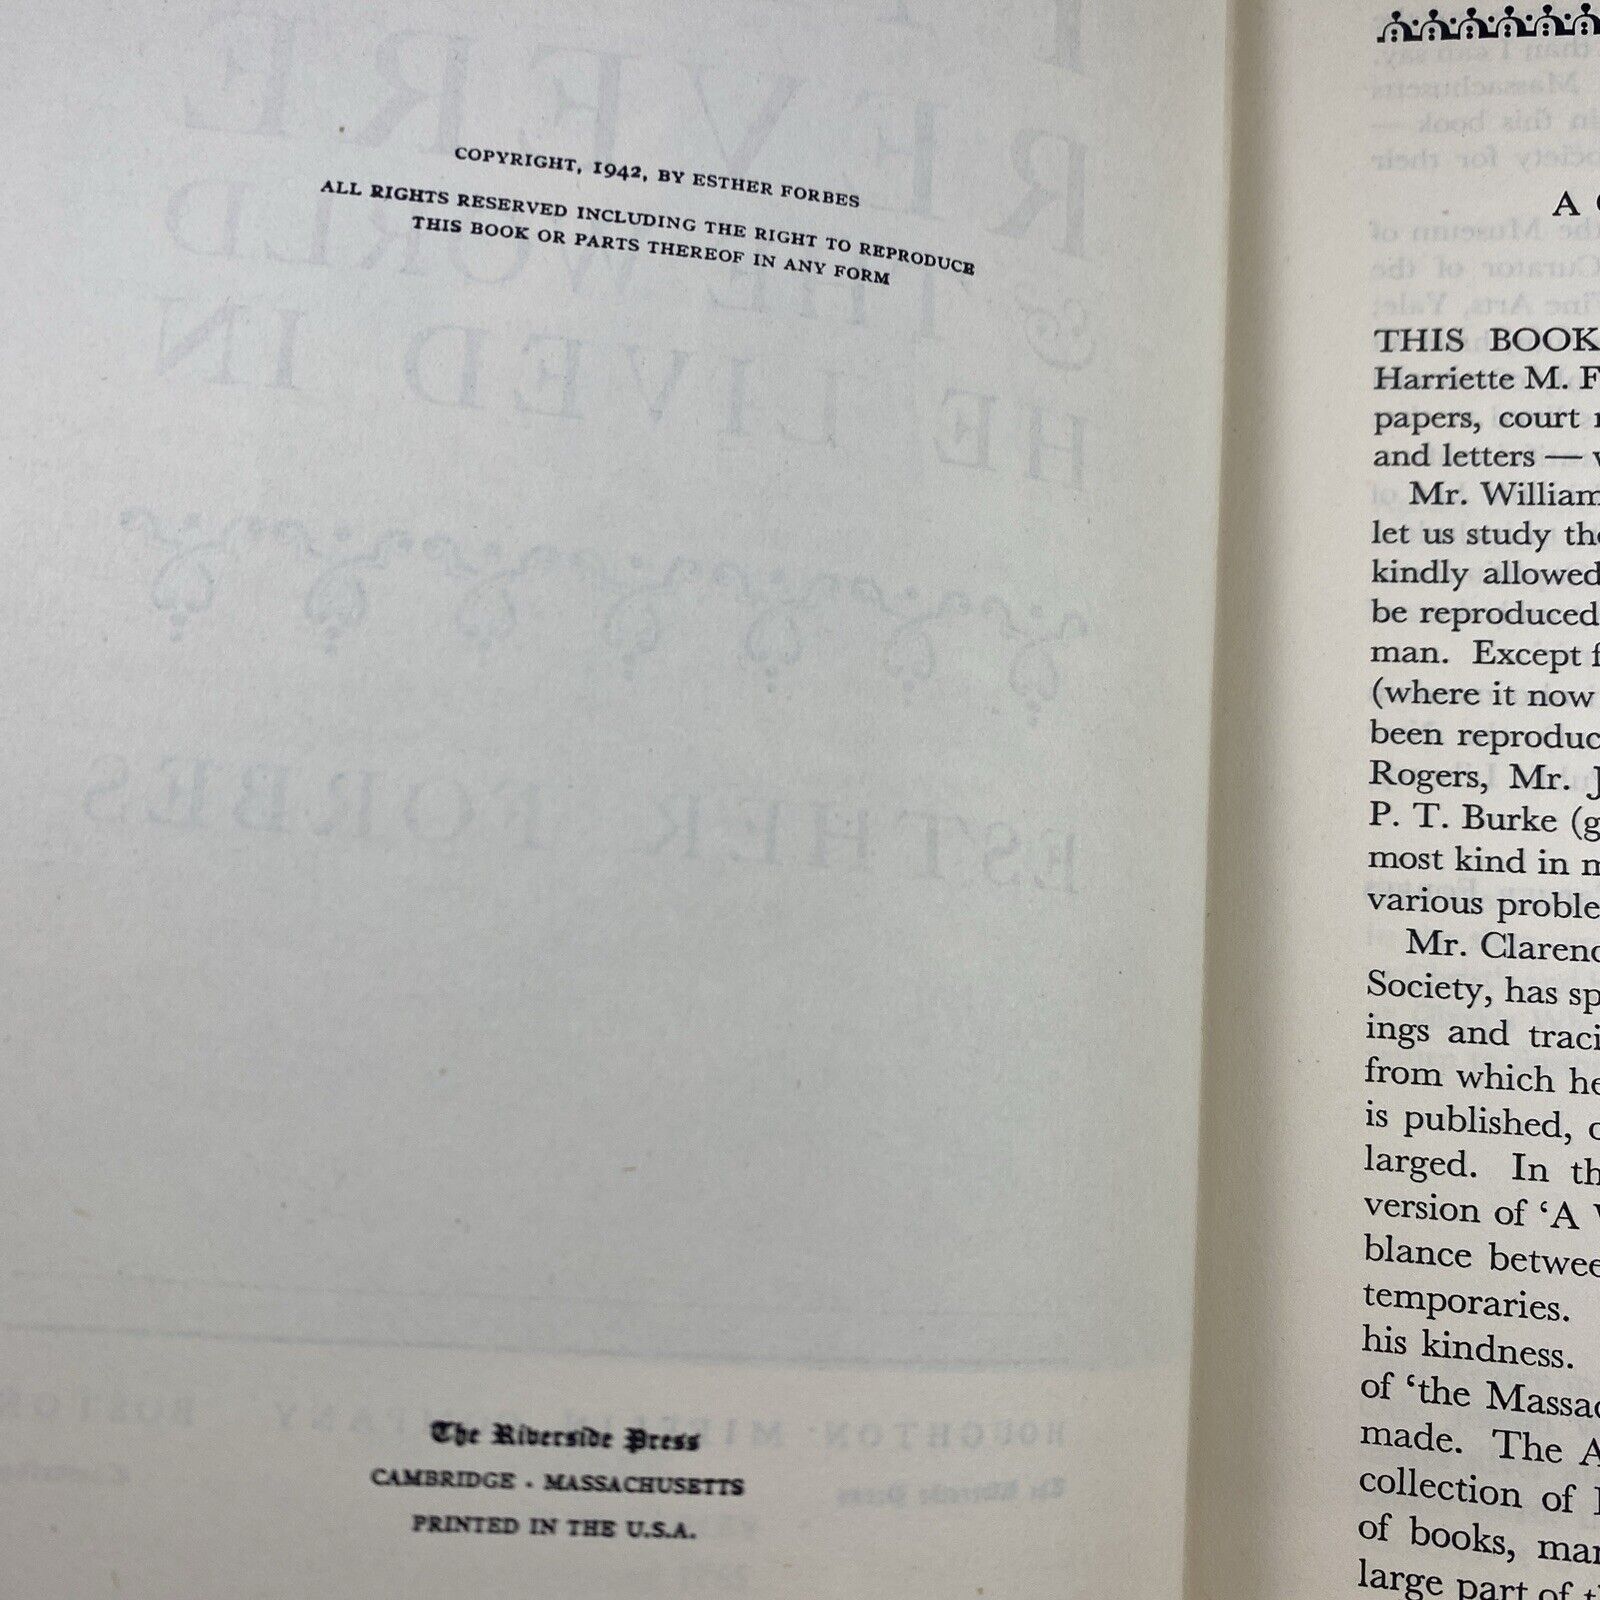 COPYRIGHT, 1942, BY ESTHER FORBES
ALL RIGHTS RESERVED INCLUDING THE RIGHT TO REPRODUCE
THIS BOOK OR PARTS THEREOF IN ANY FORM
The Riverside Press
CAMBRIDGE · MASSACHUSETTS
PRINTED IN THE U.S.A.
A
THIS BOOK
Harriette M. F
papers, court
and letters —
Mr. William
let us study the
kindly allowed
be reproduced
man. Except f
(where it now
been reproduc
Rogers, Mr. J
P. T. Burke (g
most kind in m
various proble
Mr. Clarenc
Society, has sp
ings and traci
from which he
is published, o
larged. In th
version of 'A
blance betwee
temporaries.
his kindness.
of 'the Massac
made. The A
collection of
of books, man
large part of t